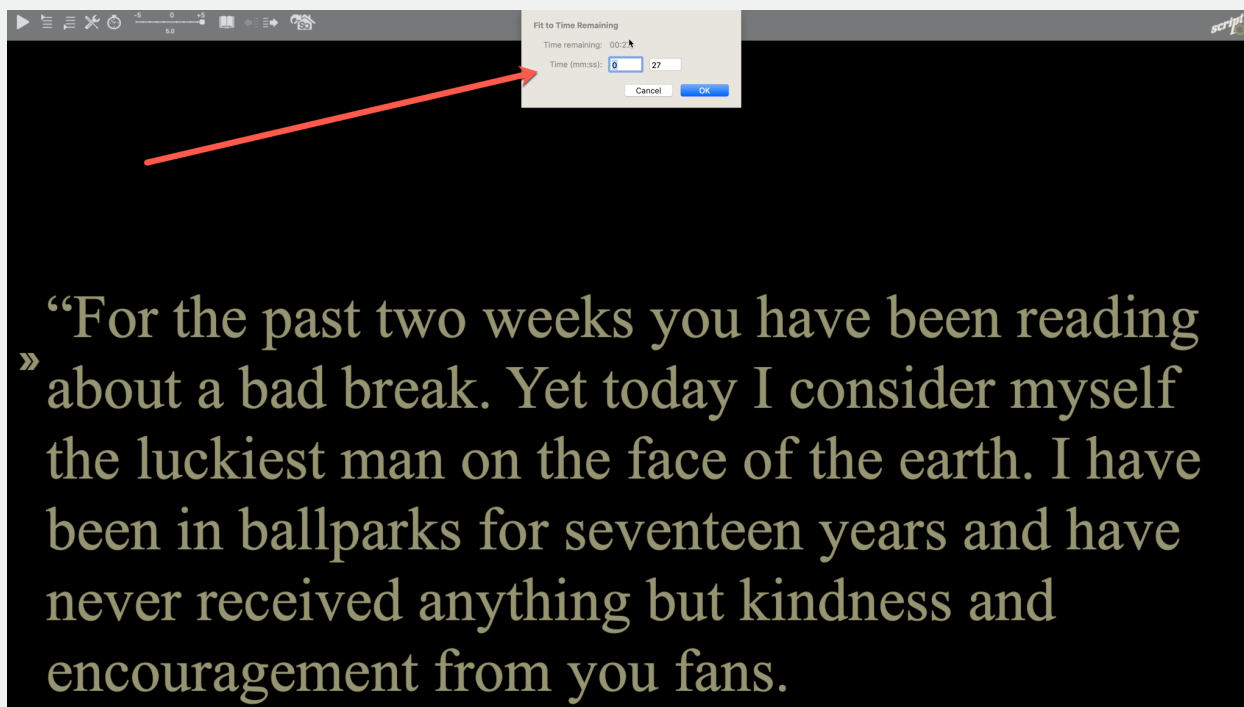 -5 0 +5
5.0
script
Fit to Time Remaining
Time remaining:
Time (mm:ss): 0 27
Cancel OK
“For the past two weeks you have been reading
» about a bad break. Yet today I consider myself
the luckiest man on the face of the earth. I have
been in ballparks for seventeen years and have
never received anything but kindness and
encouragement from you fans.